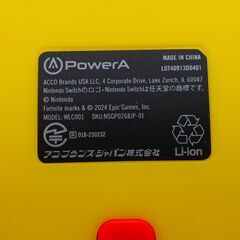 PowerA
MADE IN CHINA
LOT4091300401
ACCO Brands USA LLC, 4 Corporate Drive, Lake Zurich, IL 60047
Nintendo Switchのロゴ・Nintendo Switchは任天堂の商標です。
© Nintendo
Fortnite marks & © 2024 Epic Games, Inc.
MODEL: WLC001 SKU:NSGP0268JP-01
018-230232
アコ・ブランズ・ジャパン株式会社
Li-ion